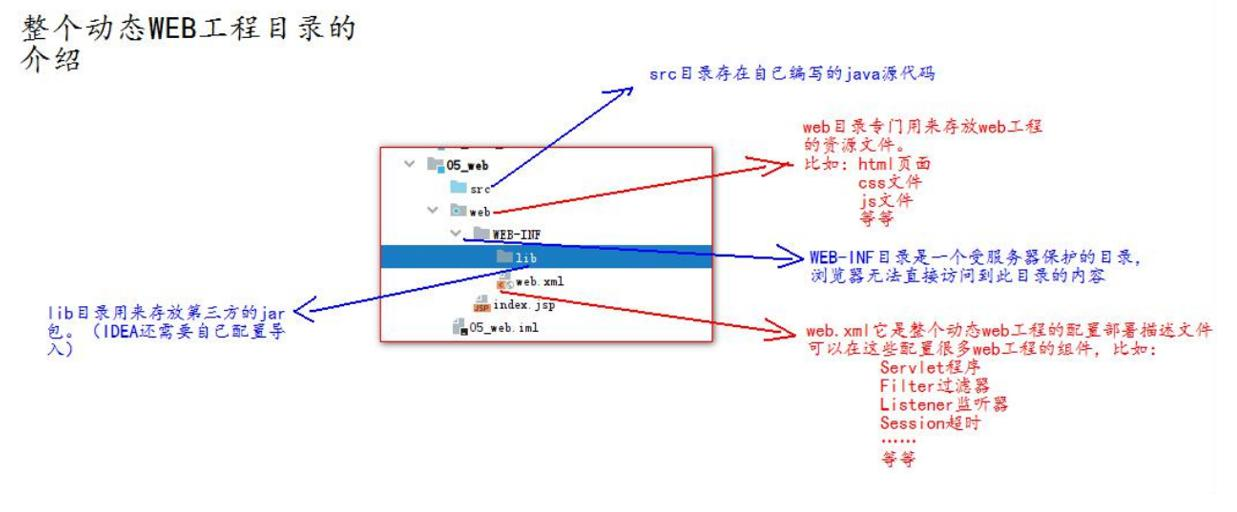 整个动态WEB工程目录的
介绍
src目录存在自己编写的java源代码
web目录专门用来存放web工程
的资源文件。
比如：html页面
css文件
js文件
等等
05_web
src
web
WEB-INF
lib
web.xml
index.jsp
05_web.iml
WEB-INF目录是一个受服务器保护的目录，
浏览器无法直接访问到此目录的内容
lib目录用来存放第三方的jar
包。（IDEA还需要自己配置导
入）
web.xml它是整个动态web工程的配置部署描述文件
可以在这些配置很多web工程的组件，比如：
Servlet程序
Filter过滤器
Listener监听器
Session超时
……
等等